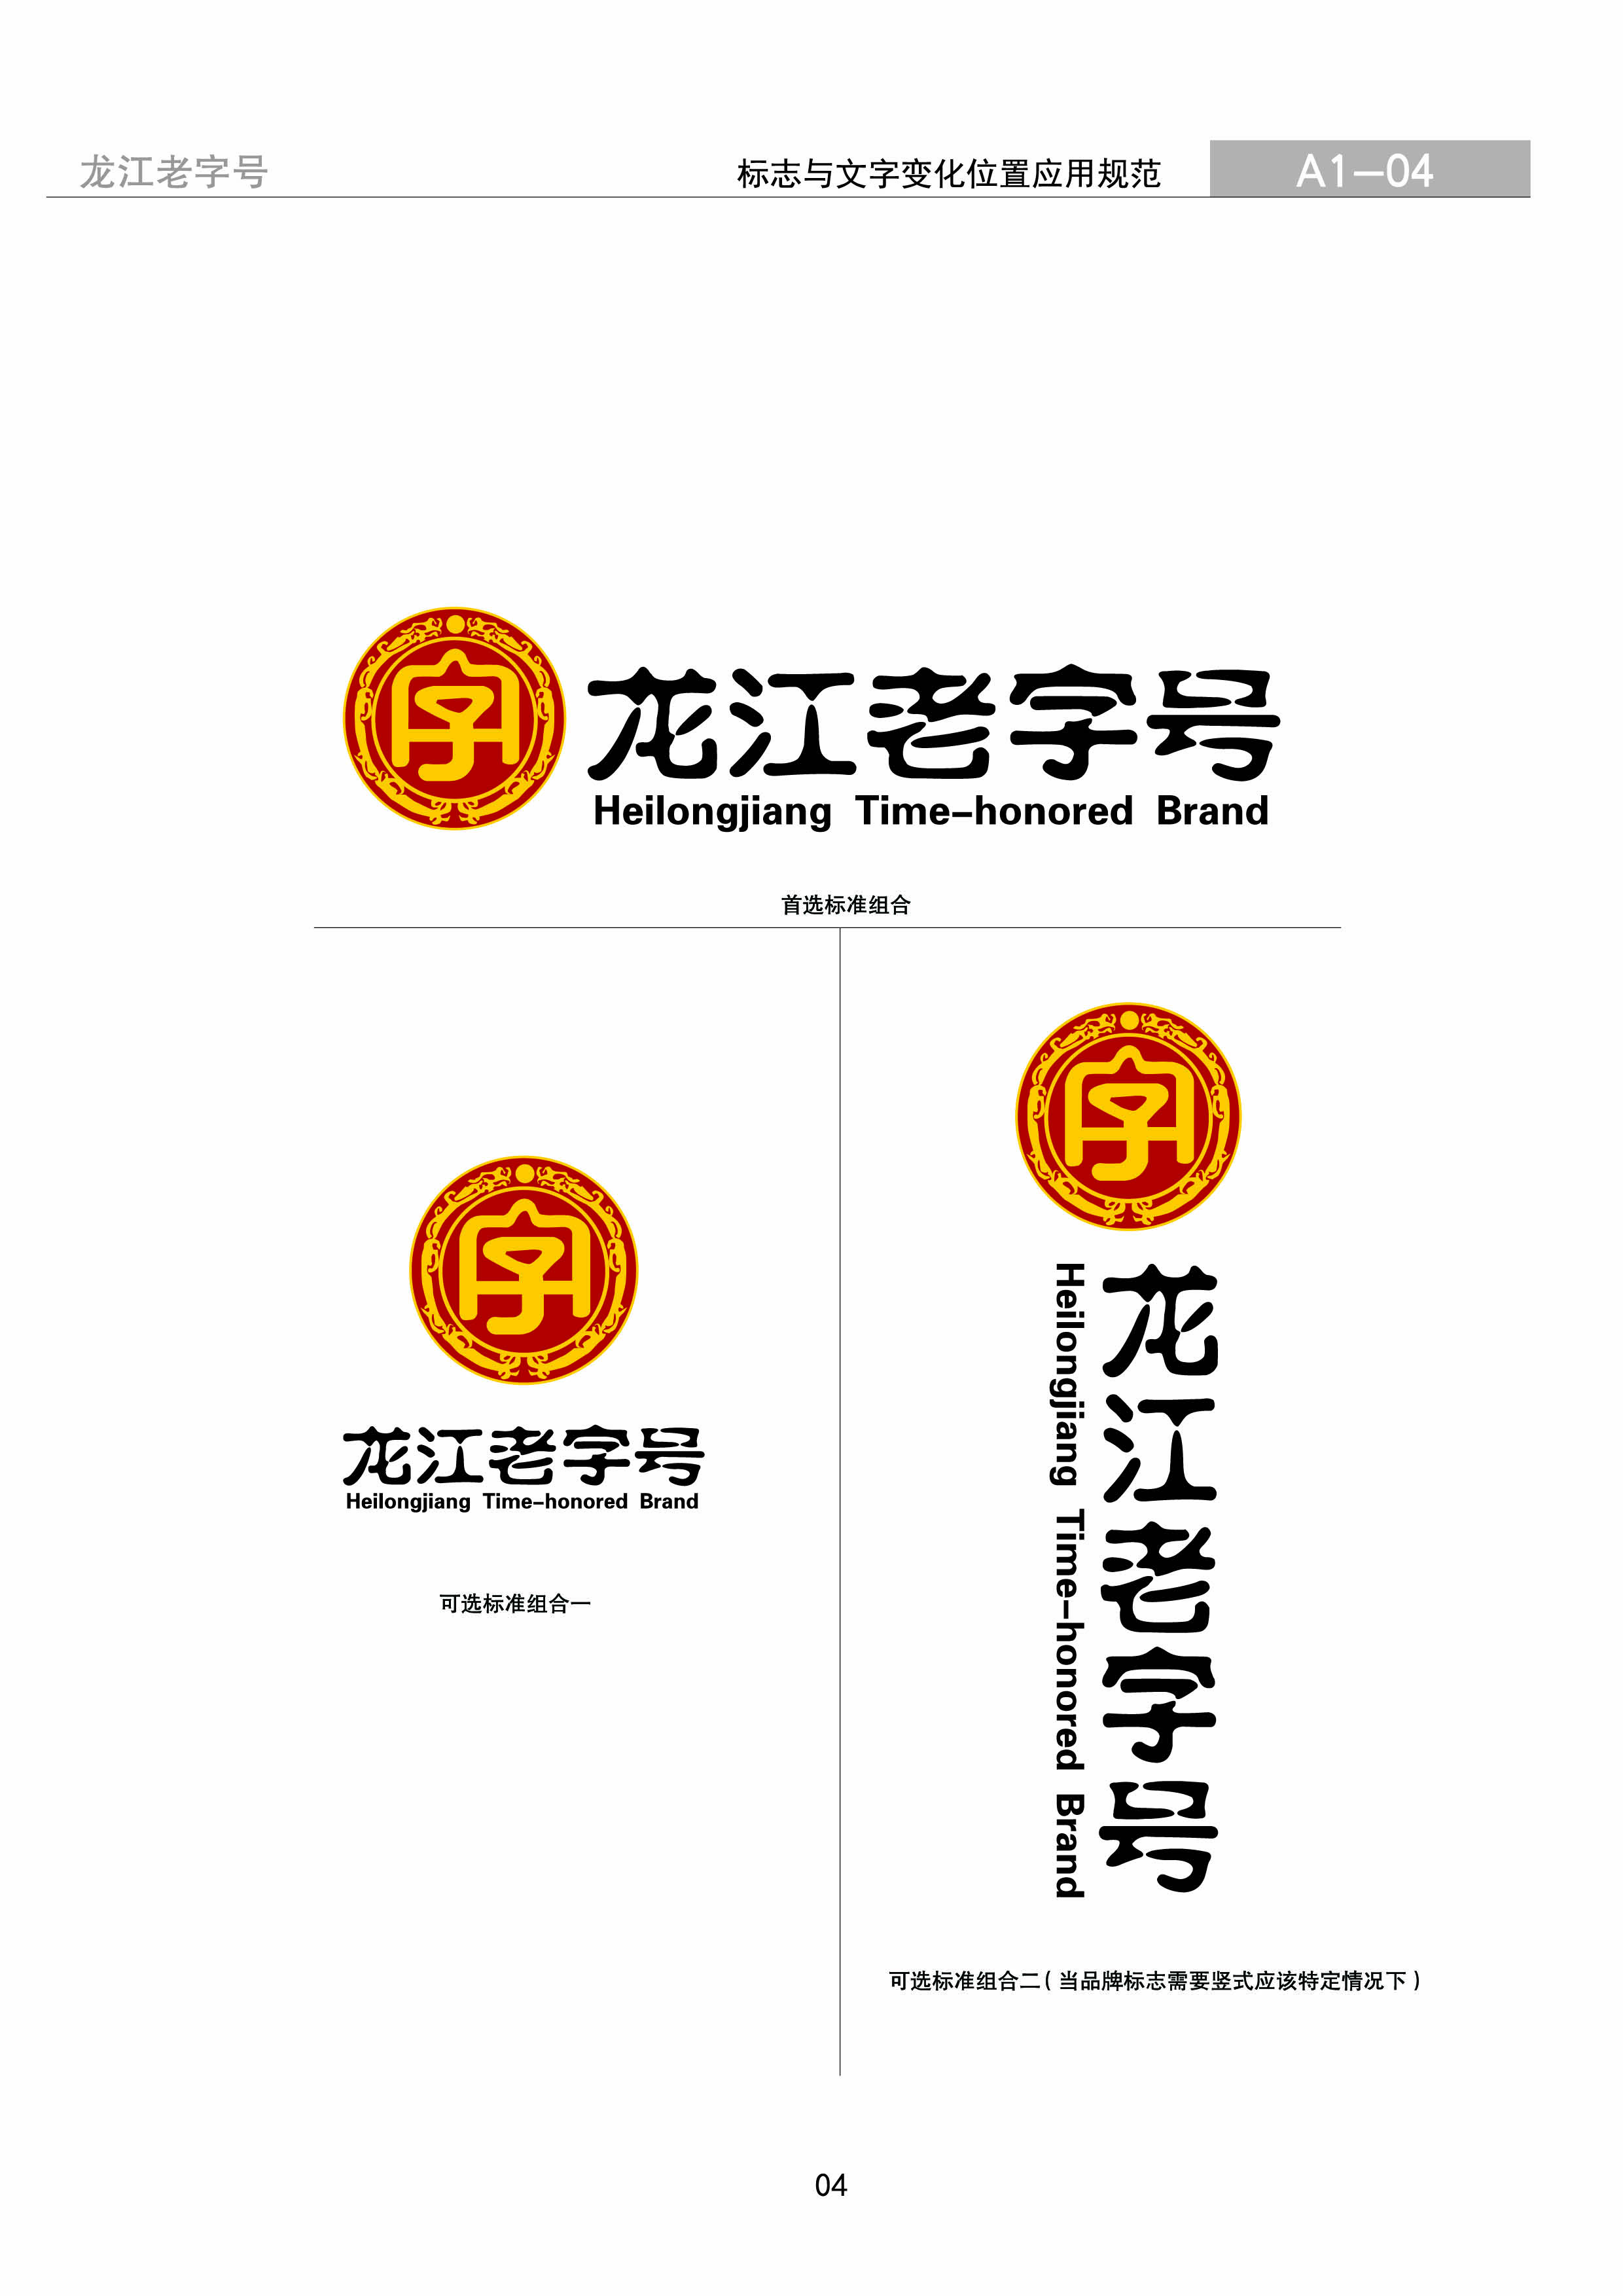 龙江老字号
标志与文字变化位置应用规范
A1—04
字
龙江老字号
Heilongjiang Time-honored Brand
首选标准组合
字
龙江老字号
Heilongjiang Time-honored Brand
可选标准组合一
字
龙江老字号
Heilongjiang Time-honored Brand
可选标准组合二（当品牌标志需要竖式应该特定情况下）
04